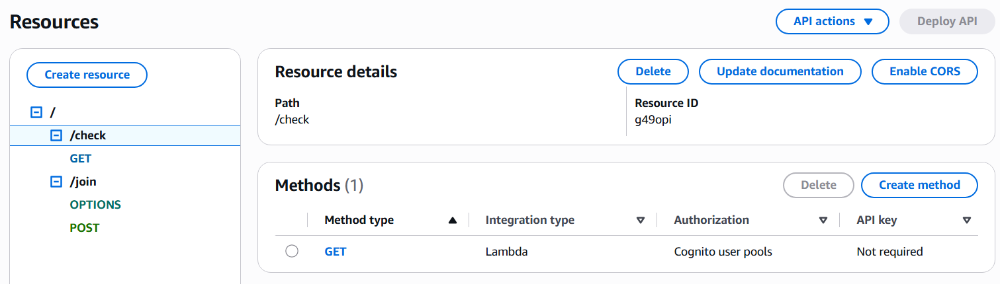 Resources
API actions
Deploy API
Create resource
/
/check
GET
/join
OPTIONS
POST
Resource details
Delete
Update documentation
Enable CORS
Path
/check
Resource ID
g49opi
Methods (1)
Delete
Create method
Method type
Integration type
Authorization
API key
GET
Lambda
Cognito user pools
Not required